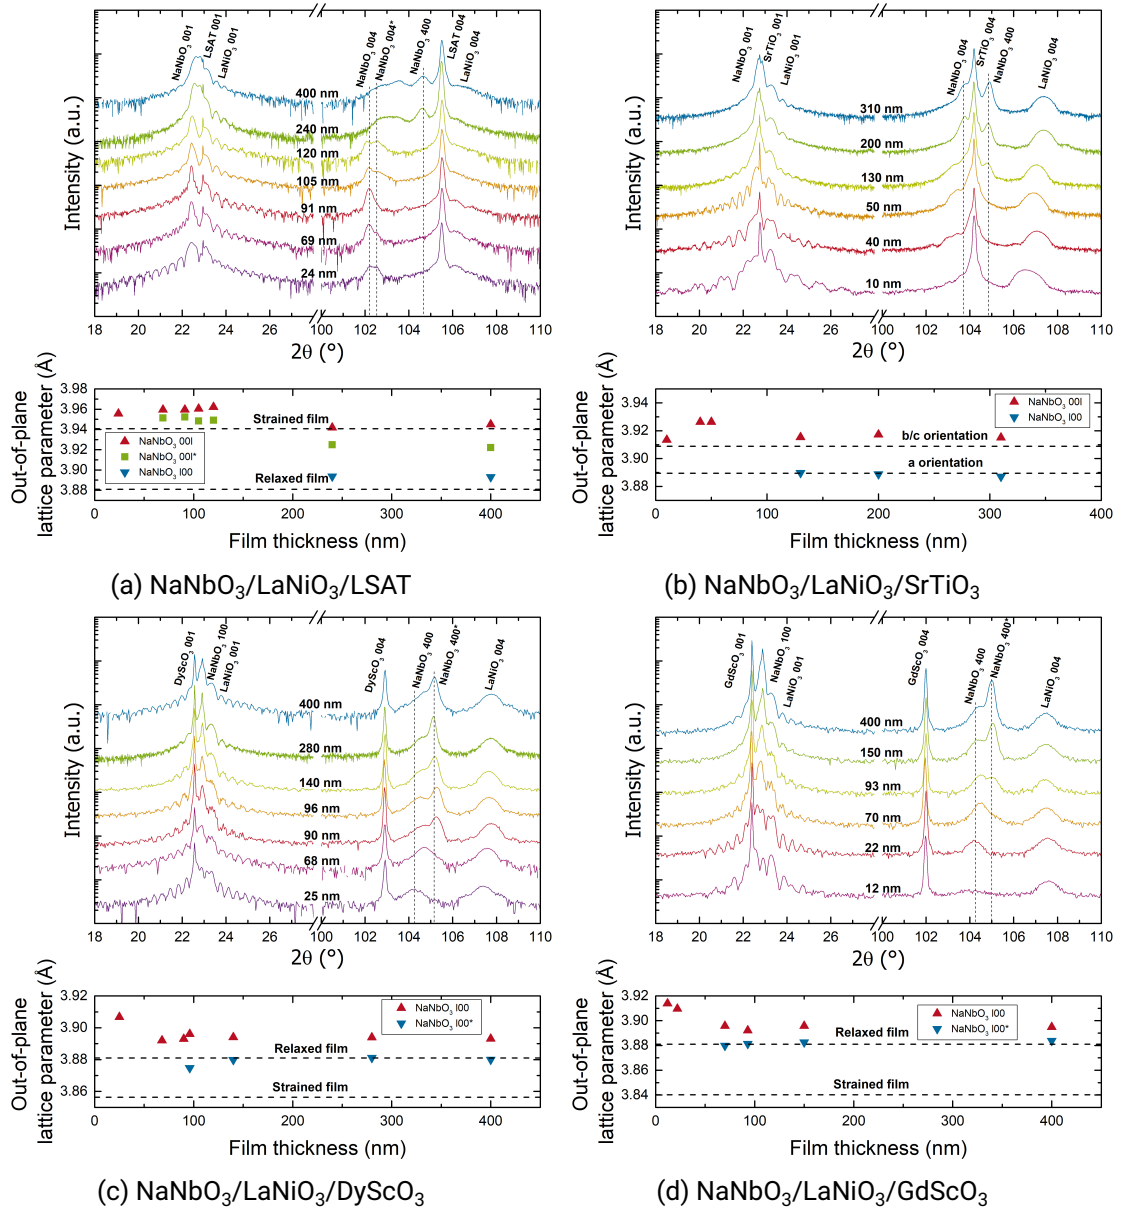 NaNbO3 001
LSAT 001
LaNiO3 001
NaNbO3 004
NaNbO3 004*
NaNbO3 400
LSAT 004
LaNiO3 004
Intensity (a.u.)
400 nm
240 nm
120 nm
105 nm
91 nm
69 nm
24 nm
18 20 22 24 26 100 102 104 106 108 110
2θ (°)
Out-of-plane
lattice parameter (Å)
3.98
3.96
3.94
3.92
3.90
3.88
Strained film
NaNbO3 00l
NaNbO3 00l*
NaNbO3 l00
Relaxed film
0 100 200 300 400
Film thickness (nm)
(a) NaNbO3/LaNiO3/LSAT
NaNbO3 001
SrTiO3 001
LaNiO3 001
NaNbO3 004
SrTiO3 004
NaNbO3 400
LaNiO3 004
Intensity (a.u.)
310 nm
200 nm
130 nm
50 nm
40 nm
10 nm
18 20 22 24 26 100 102 104 106 108 110
2θ (°)
Out-of-plane
lattice parameter (Å)
3.94
3.92
3.90
3.88
NaNbO3 00l
NaNbO3 l00
b/c orientation
a orientation
0 100 200 300 400
Film thickness (nm)
(b) NaNbO3/LaNiO3/SrTiO3
DyScO3 001
NaNbO3 100
LaNiO3 001
DyScO3 004
NaNbO3 400
NaNbO3 400*
LaNiO3 004
Intensity (a.u.)
400 nm
280 nm
140 nm
96 nm
90 nm
68 nm
25 nm
18 20 22 24 26 100 102 104 106 108 110
2θ (°)
Out-of-plane
lattice parameter (Å)
3.92
3.90
3.88
3.86
NaNbO3 l00
NaNbO3 l00*
Relaxed film
Strained film
0 100 200 300 400
Film thickness (nm)
(c) NaNbO3/LaNiO3/DyScO3
GdScO3 001
NaNbO3 100
LaNiO3 001
GdScO3 004
NaNbO3 400
NaNbO3 400*
LaNiO3 004
Intensity (a.u.)
400 nm
150 nm
93 nm
70 nm
22 nm
12 nm
18 20 22 24 26 100 102 104 106 108 110
2θ (°)
Out-of-plane
lattice parameter (Å)
3.92
3.90
3.88
3.86
3.84
NaNbO3 l00
NaNbO3 l00*
Relaxed film
Strained film
0 100 200 300 400
Film thickness (nm)
(d) NaNbO3/LaNiO3/GdScO3